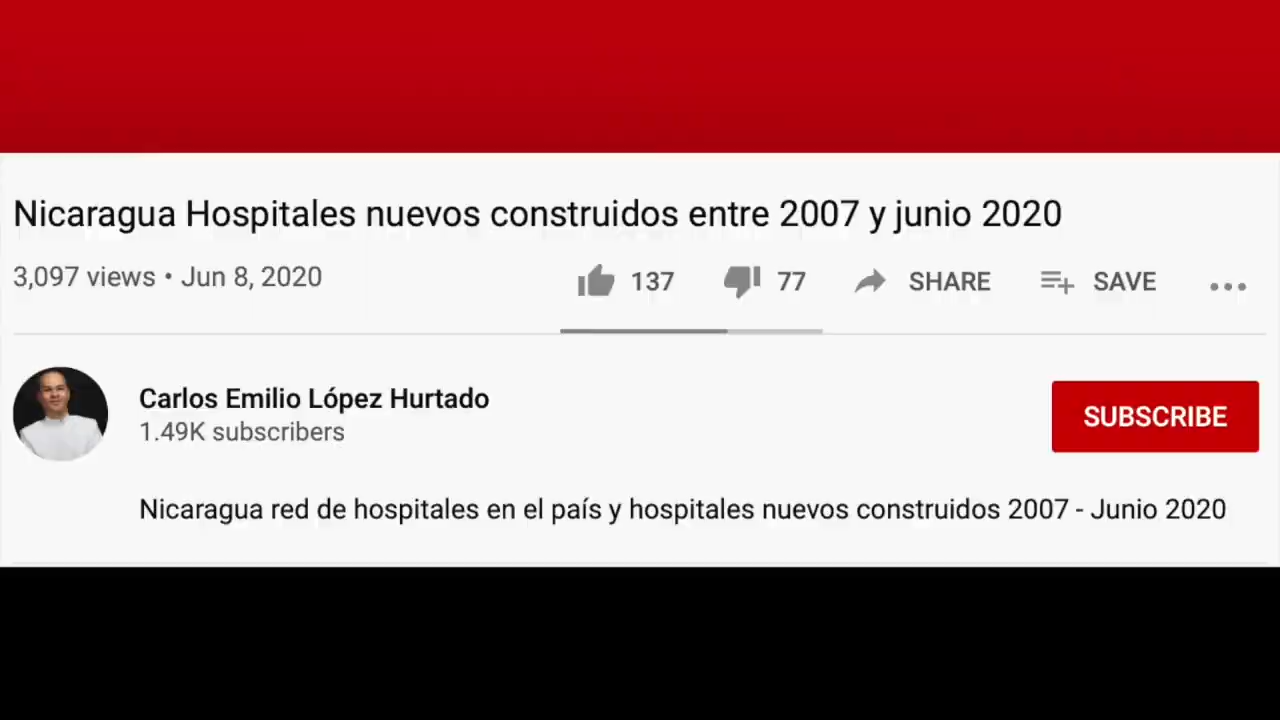 Nicaragua Hospitales nuevos construidos entre 2007 y junio 2020
3,097 views • Jun 8, 2020 137 77 SHARE SAVE
Carlos Emilio López Hurtado
1.49K subscribers
SUBSCRIBE
Nicaragua red de hospitales en el país y hospitales nuevos construidos 2007 - Junio 2020